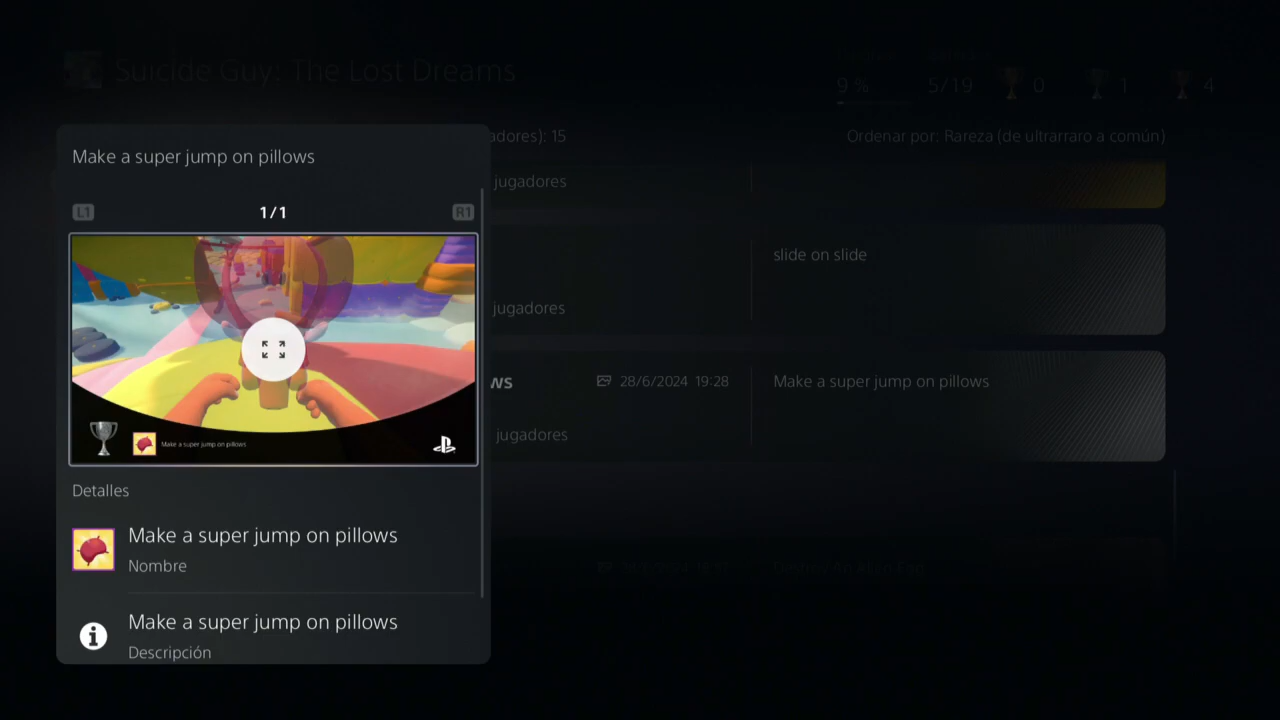 Suicide Guy: The Lost Dreams
9 %
5/19
0
1
4
adores): 15
Ordenar por: Rareza (de ultrarraro a común)
Make a super jump on pillows
jugadores
L1
1/1
R1
slide on slide
jugadores
ws
28/6/2024 19:28
Make a super jump on pillows
jugadores
Make a super jump on pillows
Detalles
Make a super jump on pillows
Nombre
Make a super jump on pillows
Descripción